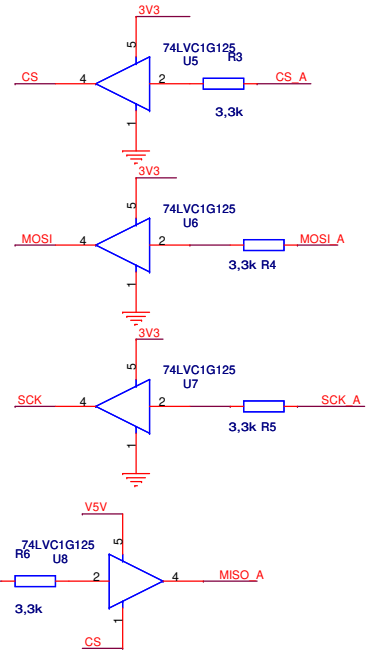 3V3
5
74LVC1G125
U5
R3
CS
4
2
CS_A
1
3,3k
3V3
5
74LVC1G125
U6
MOSI
4
2
MOSI_A
1
3,3k R4
3V3
5
74LVC1G125
U7
SCK
4
2
SCK_A
1
3,3k R5
V5V
5
R6
74LVC1G125
U8
2
4
MISO_A
3,3k
1
CS